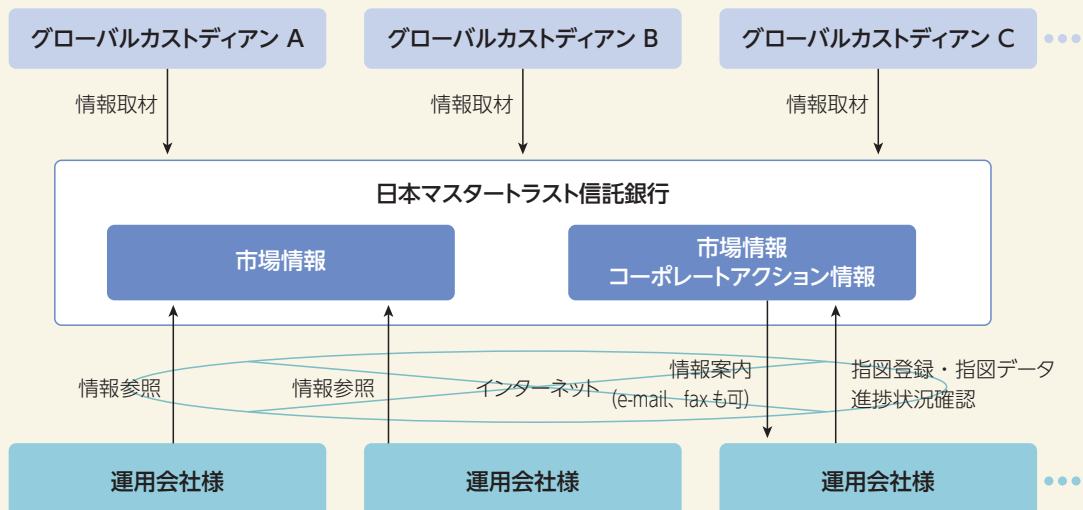 グローバルカストディアン A
グローバルカストディアン B
グローバルカストディアン C
情報取材
情報取材
情報取材
日本マスタートラスト信託銀行
市場情報
市場情報
コーポレートアクション情報
情報参照
情報参照
インターネット
情報案内
(e-mail、fax も可)
指図登録・指図データ
進捗状況確認
運用会社様
運用会社様
運用会社様